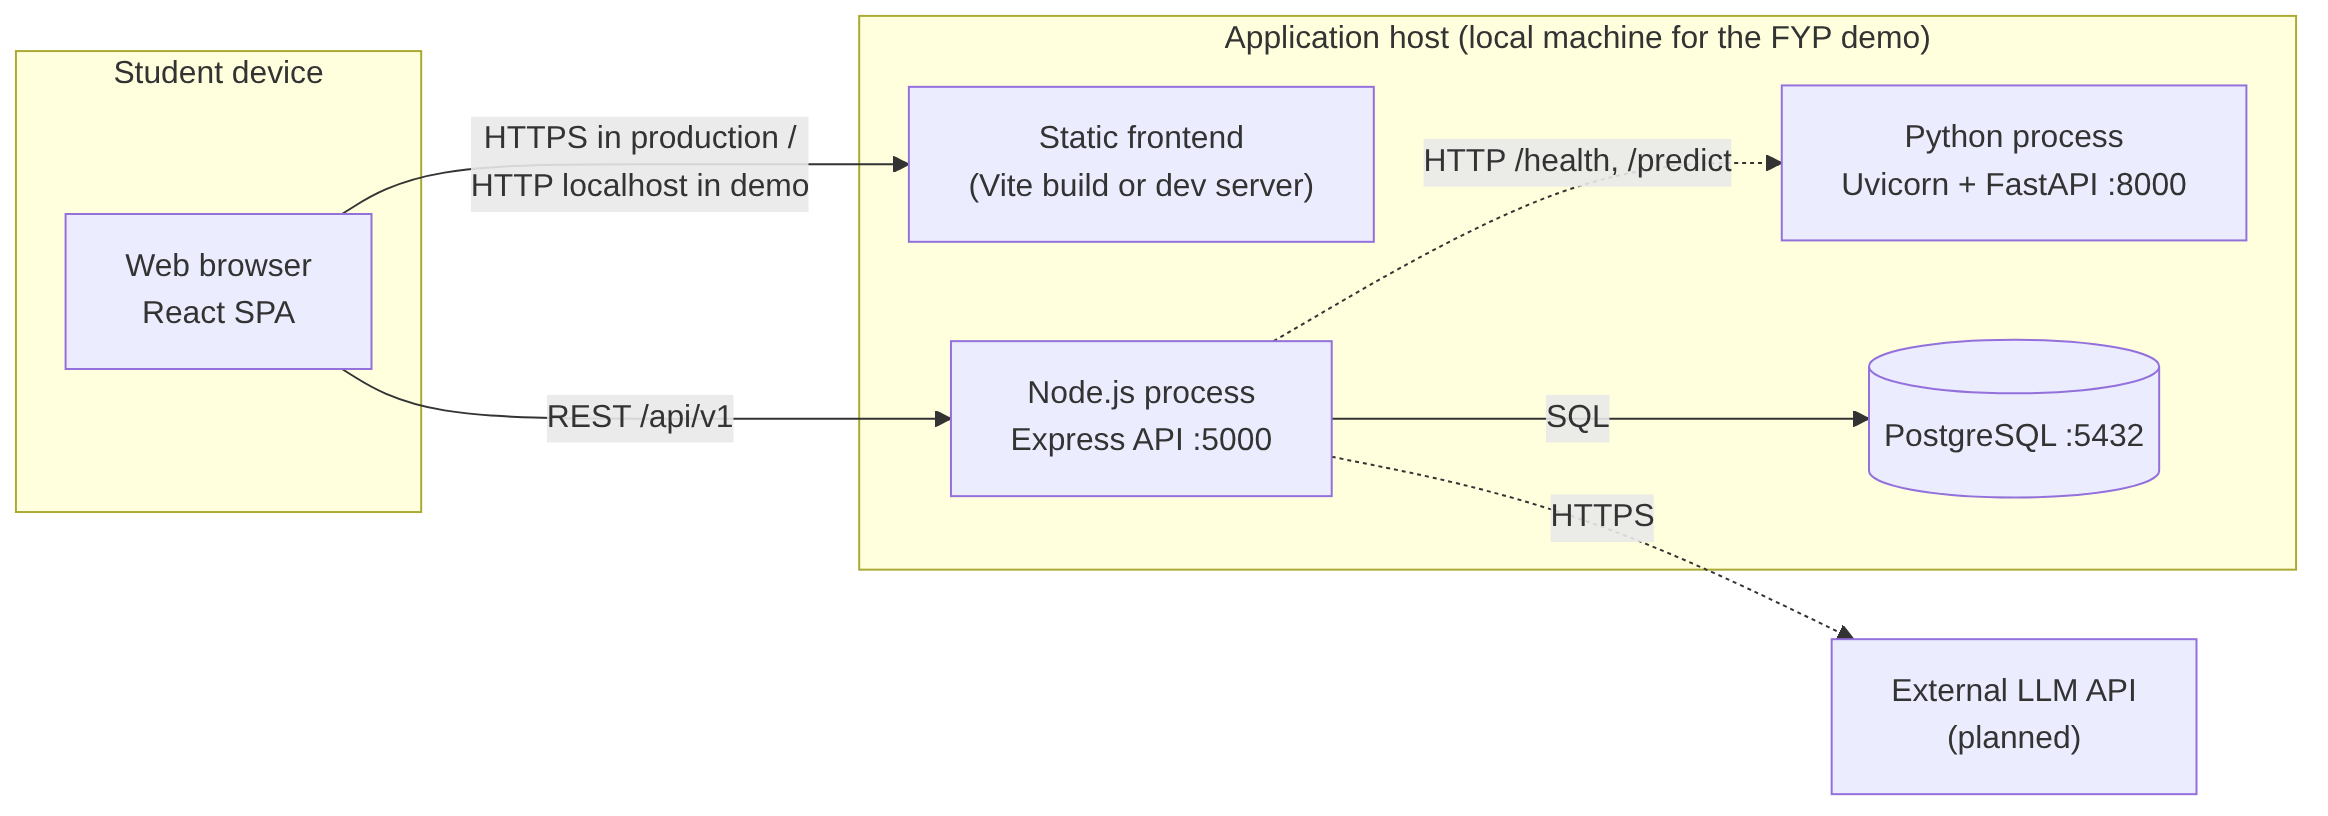 Student device
Web browser
React SPA
HTTPS in production /
HTTP localhost in demo
REST /api/v1
Application host (local machine for the FYP demo)
Static frontend
(Vite build or dev server)
Node.js process
Express API :5000
HTTP /health, /predict
Python process
Uvicorn + FastAPI :8000
SQL
PostgreSQL :5432
HTTPS
External LLM API
(planned)